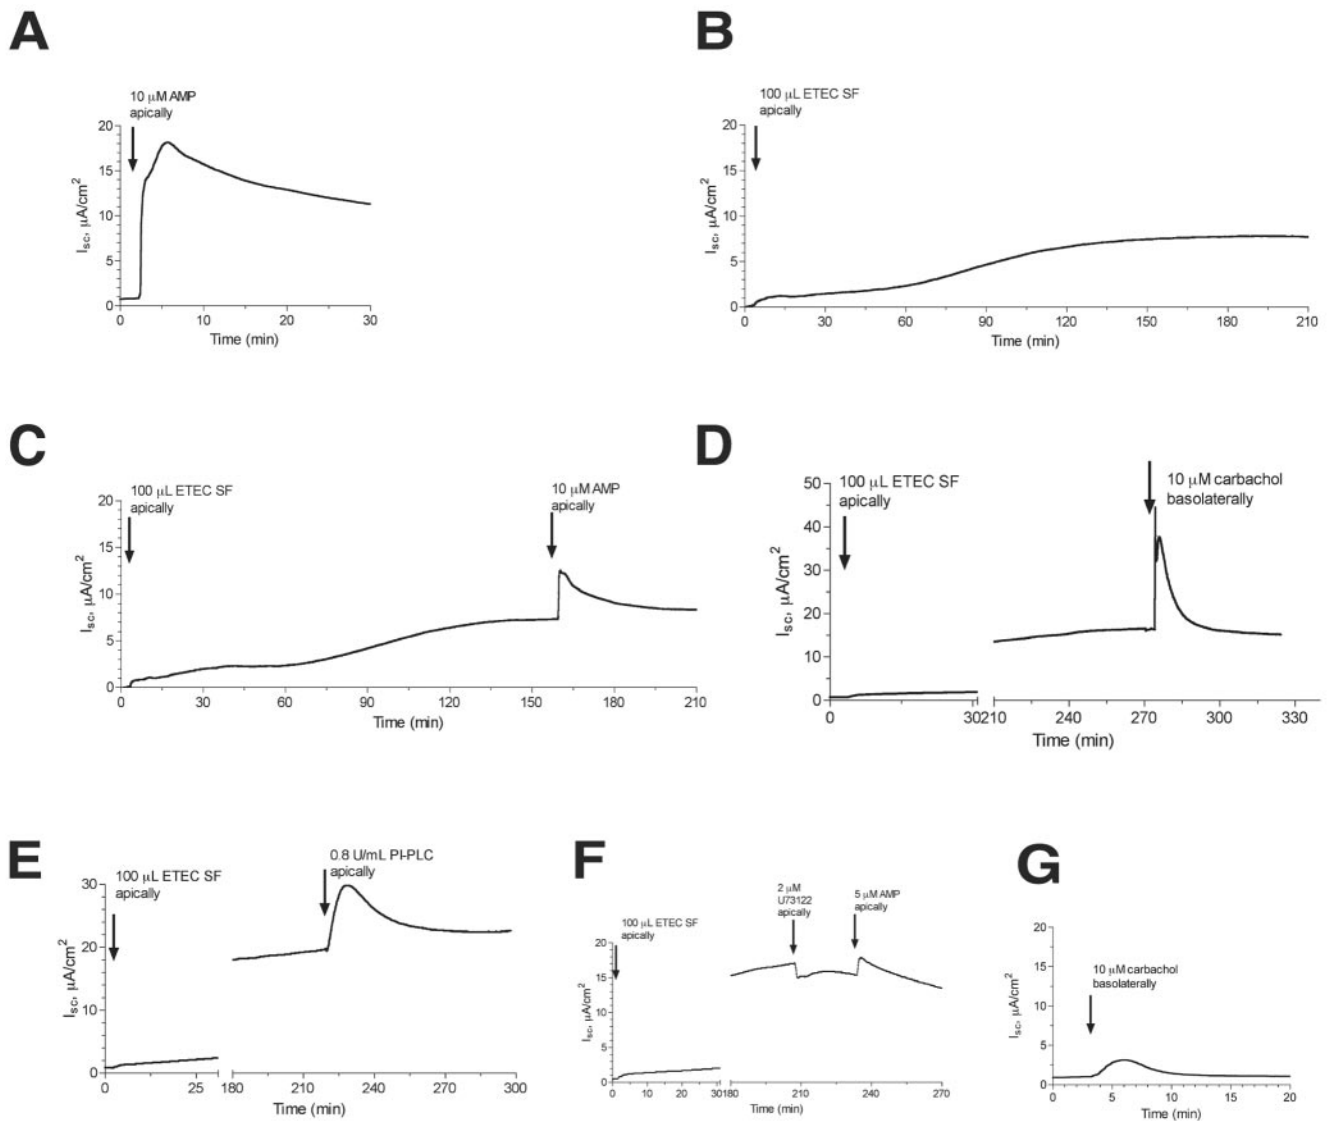 A
10 μM AMP
apically
20
15
10
5
0
Isc, μA/cm²
0 10 20 30
Time (min)
B
100 μL ETEC SF
apically
20
15
10
5
0
Isc, μA/cm²
0 30 60 90 120 150 180 210
Time (min)
C
100 μL ETEC SF
apically
10 μM AMP
apically
20
15
10
5
0
Isc, μA/cm²
0 30 60 90 120 150 180 210
Time (min)
D
100 μL ETEC SF
apically
10 μM carbachol
basolaterally
50
40
30
20
10
0
Isc, μA/cm²
0 30 210 240 270 300 330
Time (min)
E
100 μL ETEC SF
apically
0.8 U/mL PI-PLC
apically
30
20
10
0
Isc, μA/cm²
0 25 180 210 240 270 300
Time (min)
F
100 μL ETEC SF
apically
2 μM
U73122
apically
5 μM AMP
apically
20
15
10
5
0
Isc, μA/cm²
0 10 20 30 180 210 240 270
Time (min)
G
10 μM carbachol
basolaterally
20
15
10
5
0
Isc, μA/cm²
0 5 10 15 20
Time (min)